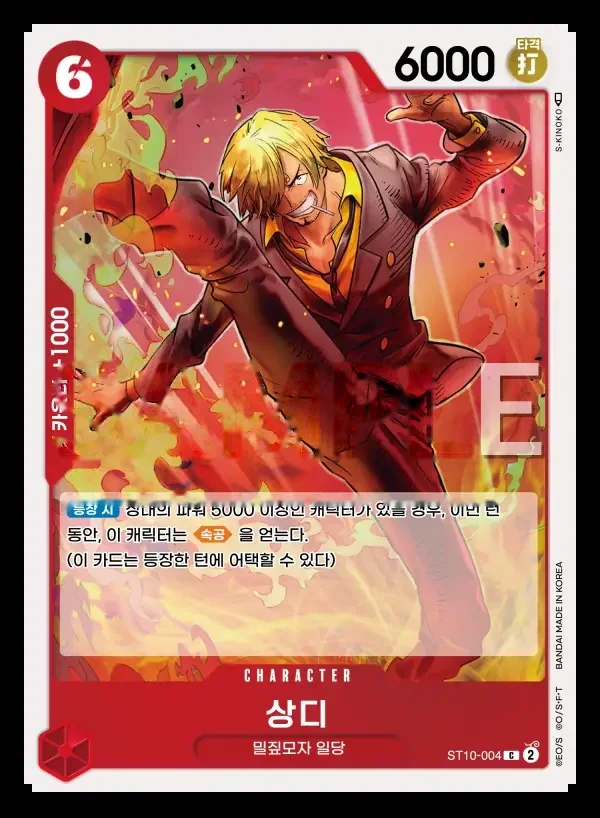 6
6000
타격
打
S-KINOKO
+1000
등장 시 상대의 파워 5000 이상인 캐릭터가 있을 경우, 이번 턴
동안, 이 캐릭터는 속공 을 얻는다.
(이 카드는 등장한 턴에 어택할 수 있다)
CHARACTER
상디
밀짚모자 일당
ST10-004 C 2
©EO/S ©O/S·F·T BANDAI MADE IN KOREA